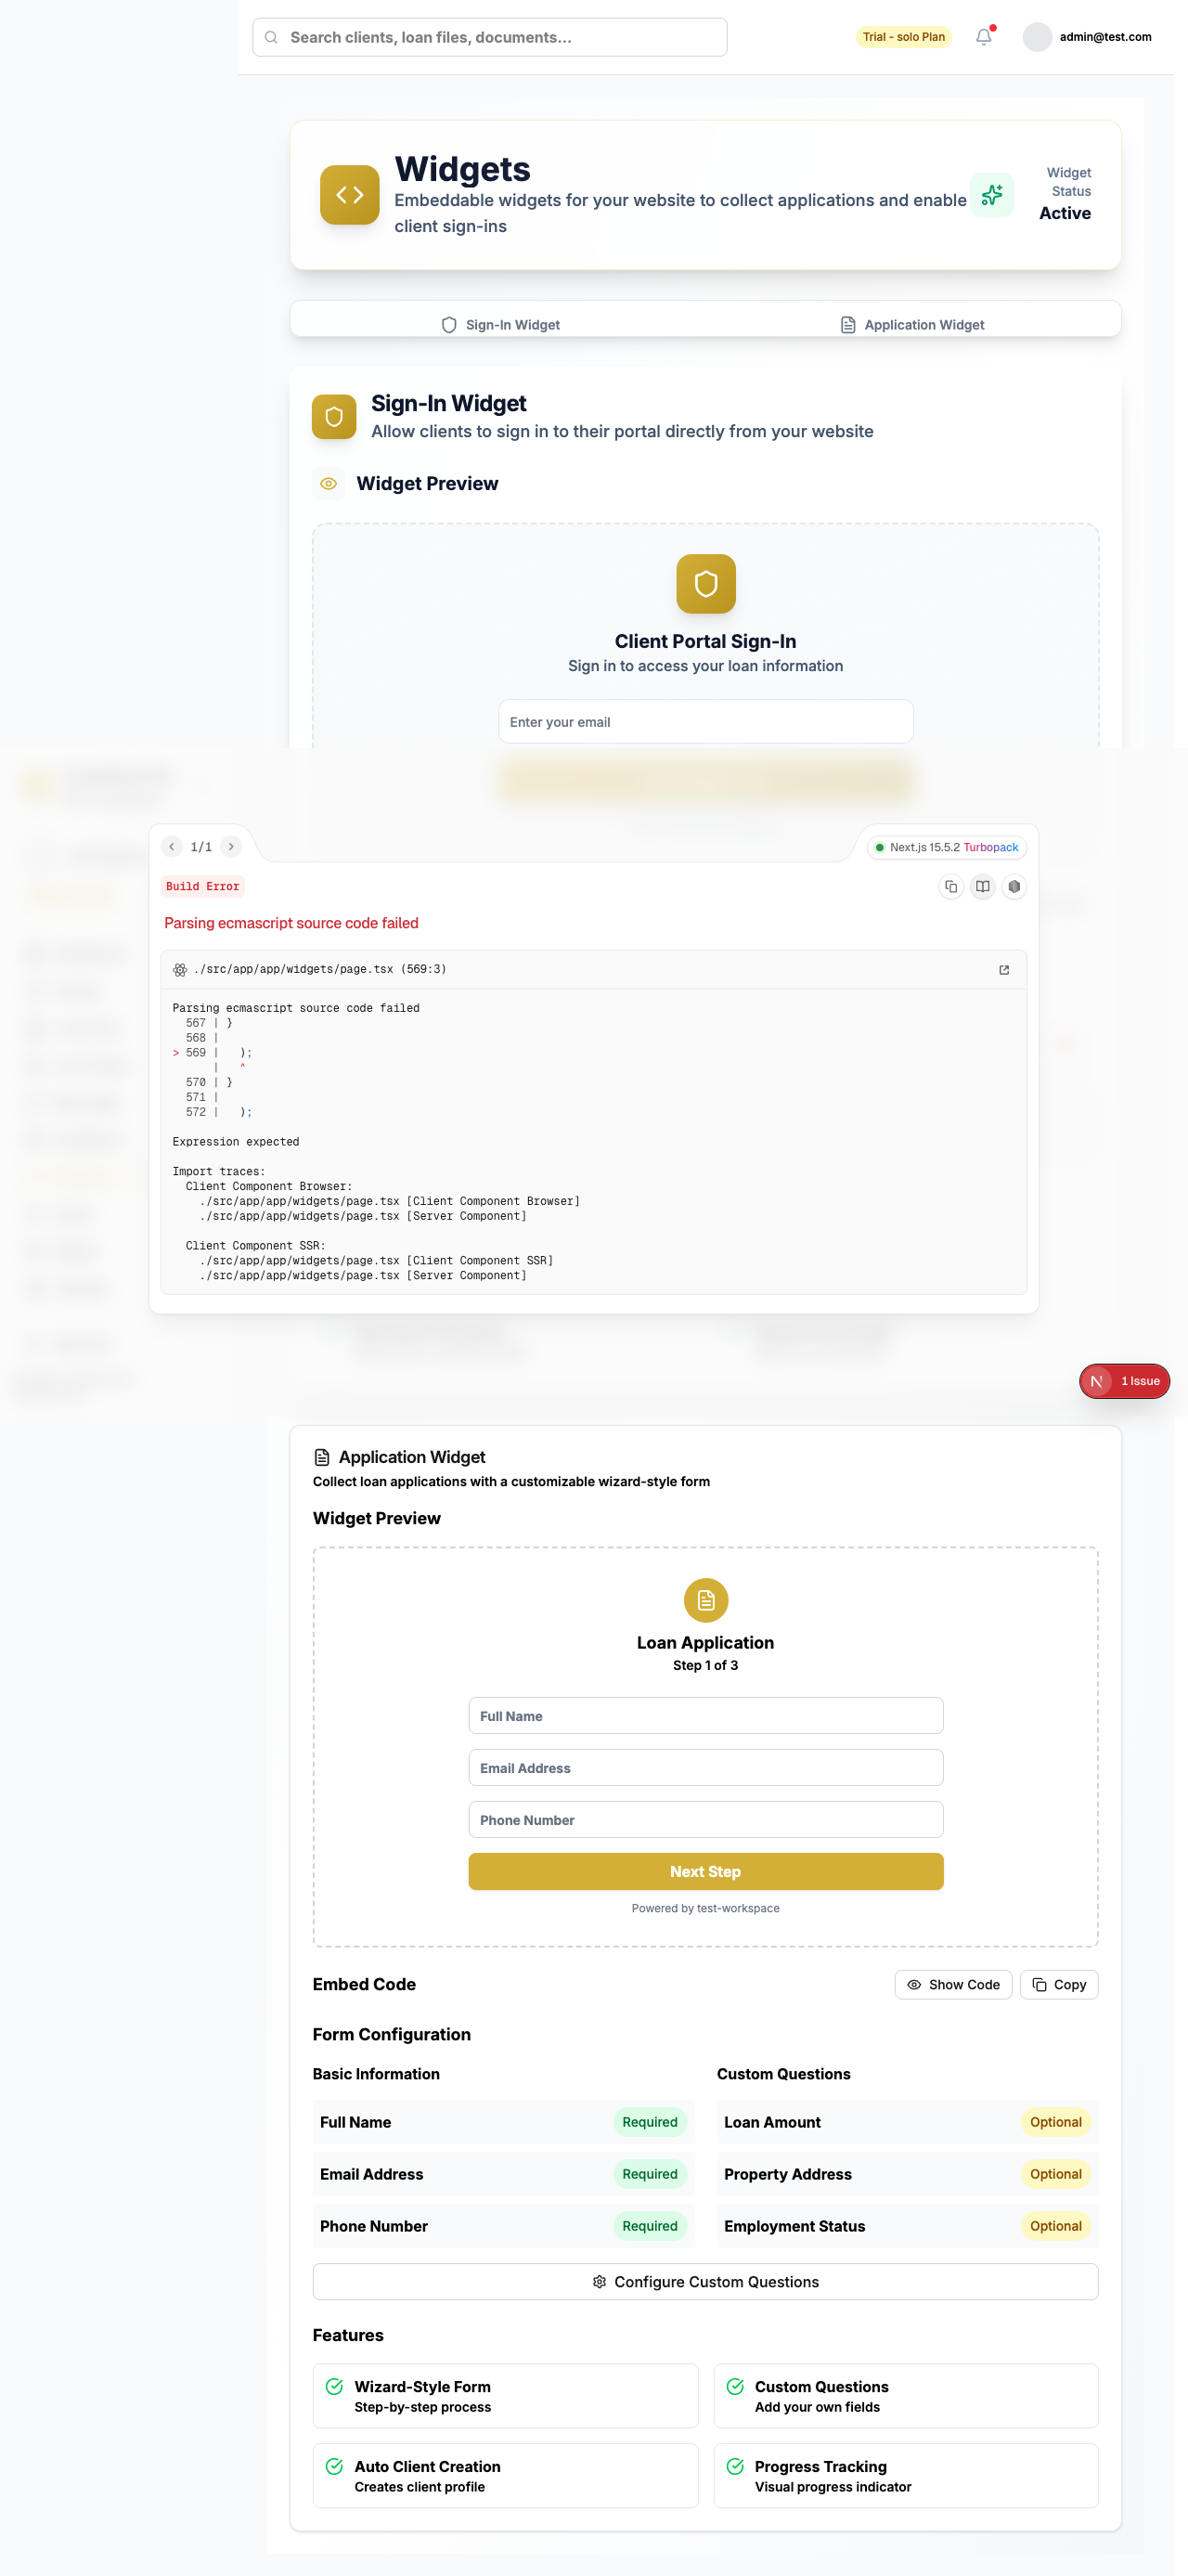 Search clients, loan files, documents...
Trial - solo Plan
admin@test.com
Widgets
Embeddable widgets for your website to collect applications and enable
client sign-ins
Widget
Status
Active
Sign-In Widget
Application Widget
Sign-In Widget
Allow clients to sign in to their portal directly from your website
Widget Preview
Client Portal Sign-In
Sign in to access your loan information
Enter your email
1/1
Next.js 15.5.2 Turbopack
Build Error
Parsing ecmascript source code failed
./src/app/app/widgets/page.tsx (569:3)
Parsing ecmascript source code failed
567 | }
568 |
> 569 |   );
|   ^
570 | }
571 |
572 |   );
Expression expected
Import traces:
Client Component Browser:
./src/app/app/widgets/page.tsx [Client Component Browser]
./src/app/app/widgets/page.tsx [Server Component]
Client Component SSR:
./src/app/app/widgets/page.tsx [Client Component SSR]
./src/app/app/widgets/page.tsx [Server Component]
N 1 Issue
Application Widget
Collect loan applications with a customizable wizard-style form
Widget Preview
Loan Application
Step 1 of 3
Full Name
Email Address
Phone Number
Next Step
Powered by test-workspace
Embed Code
Show Code
Copy
Form Configuration
Basic Information
Custom Questions
Full Name
Required
Loan Amount
Optional
Email Address
Required
Property Address
Optional
Phone Number
Required
Employment Status
Optional
Configure Custom Questions
Features
Wizard-Style Form
Step-by-step process
Custom Questions
Add your own fields
Auto Client Creation
Creates client profile
Progress Tracking
Visual progress indicator